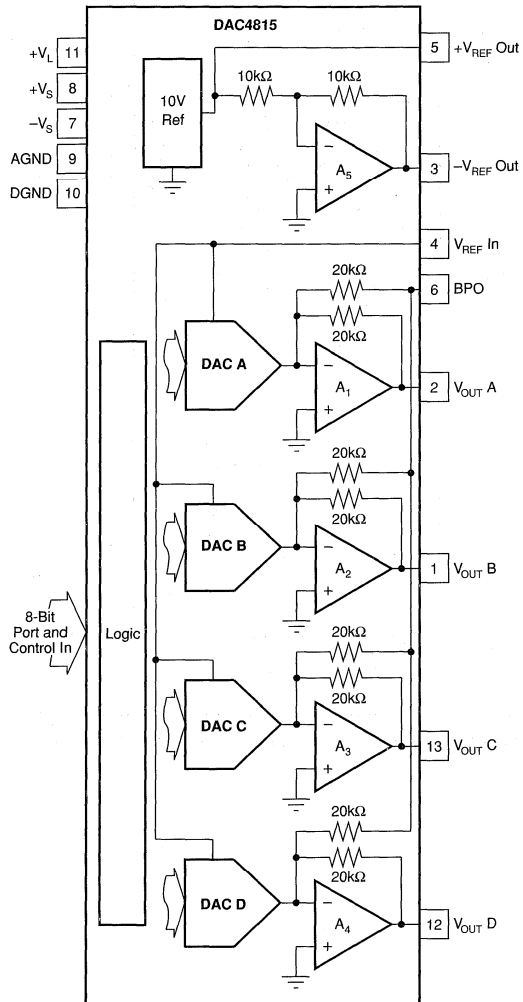 DAC4815
+VL 11
+VS 8
−VS 7
AGND 9
DGND 10
10V
Ref
10kΩ
10kΩ
−
+
A5
5 +VREF Out
3 −VREF Out
4 VREF In
6 BPO
20kΩ
20kΩ
DAC A
−
+
A1
2 VOUT A
20kΩ
20kΩ
DAC B
−
+
A2
1 VOUT B
8-Bit
Port and
Control In
Logic
20kΩ
20kΩ
DAC C
−
+
A3
13 VOUT C
20kΩ
20kΩ
DAC D
−
+
A4
12 VOUT D